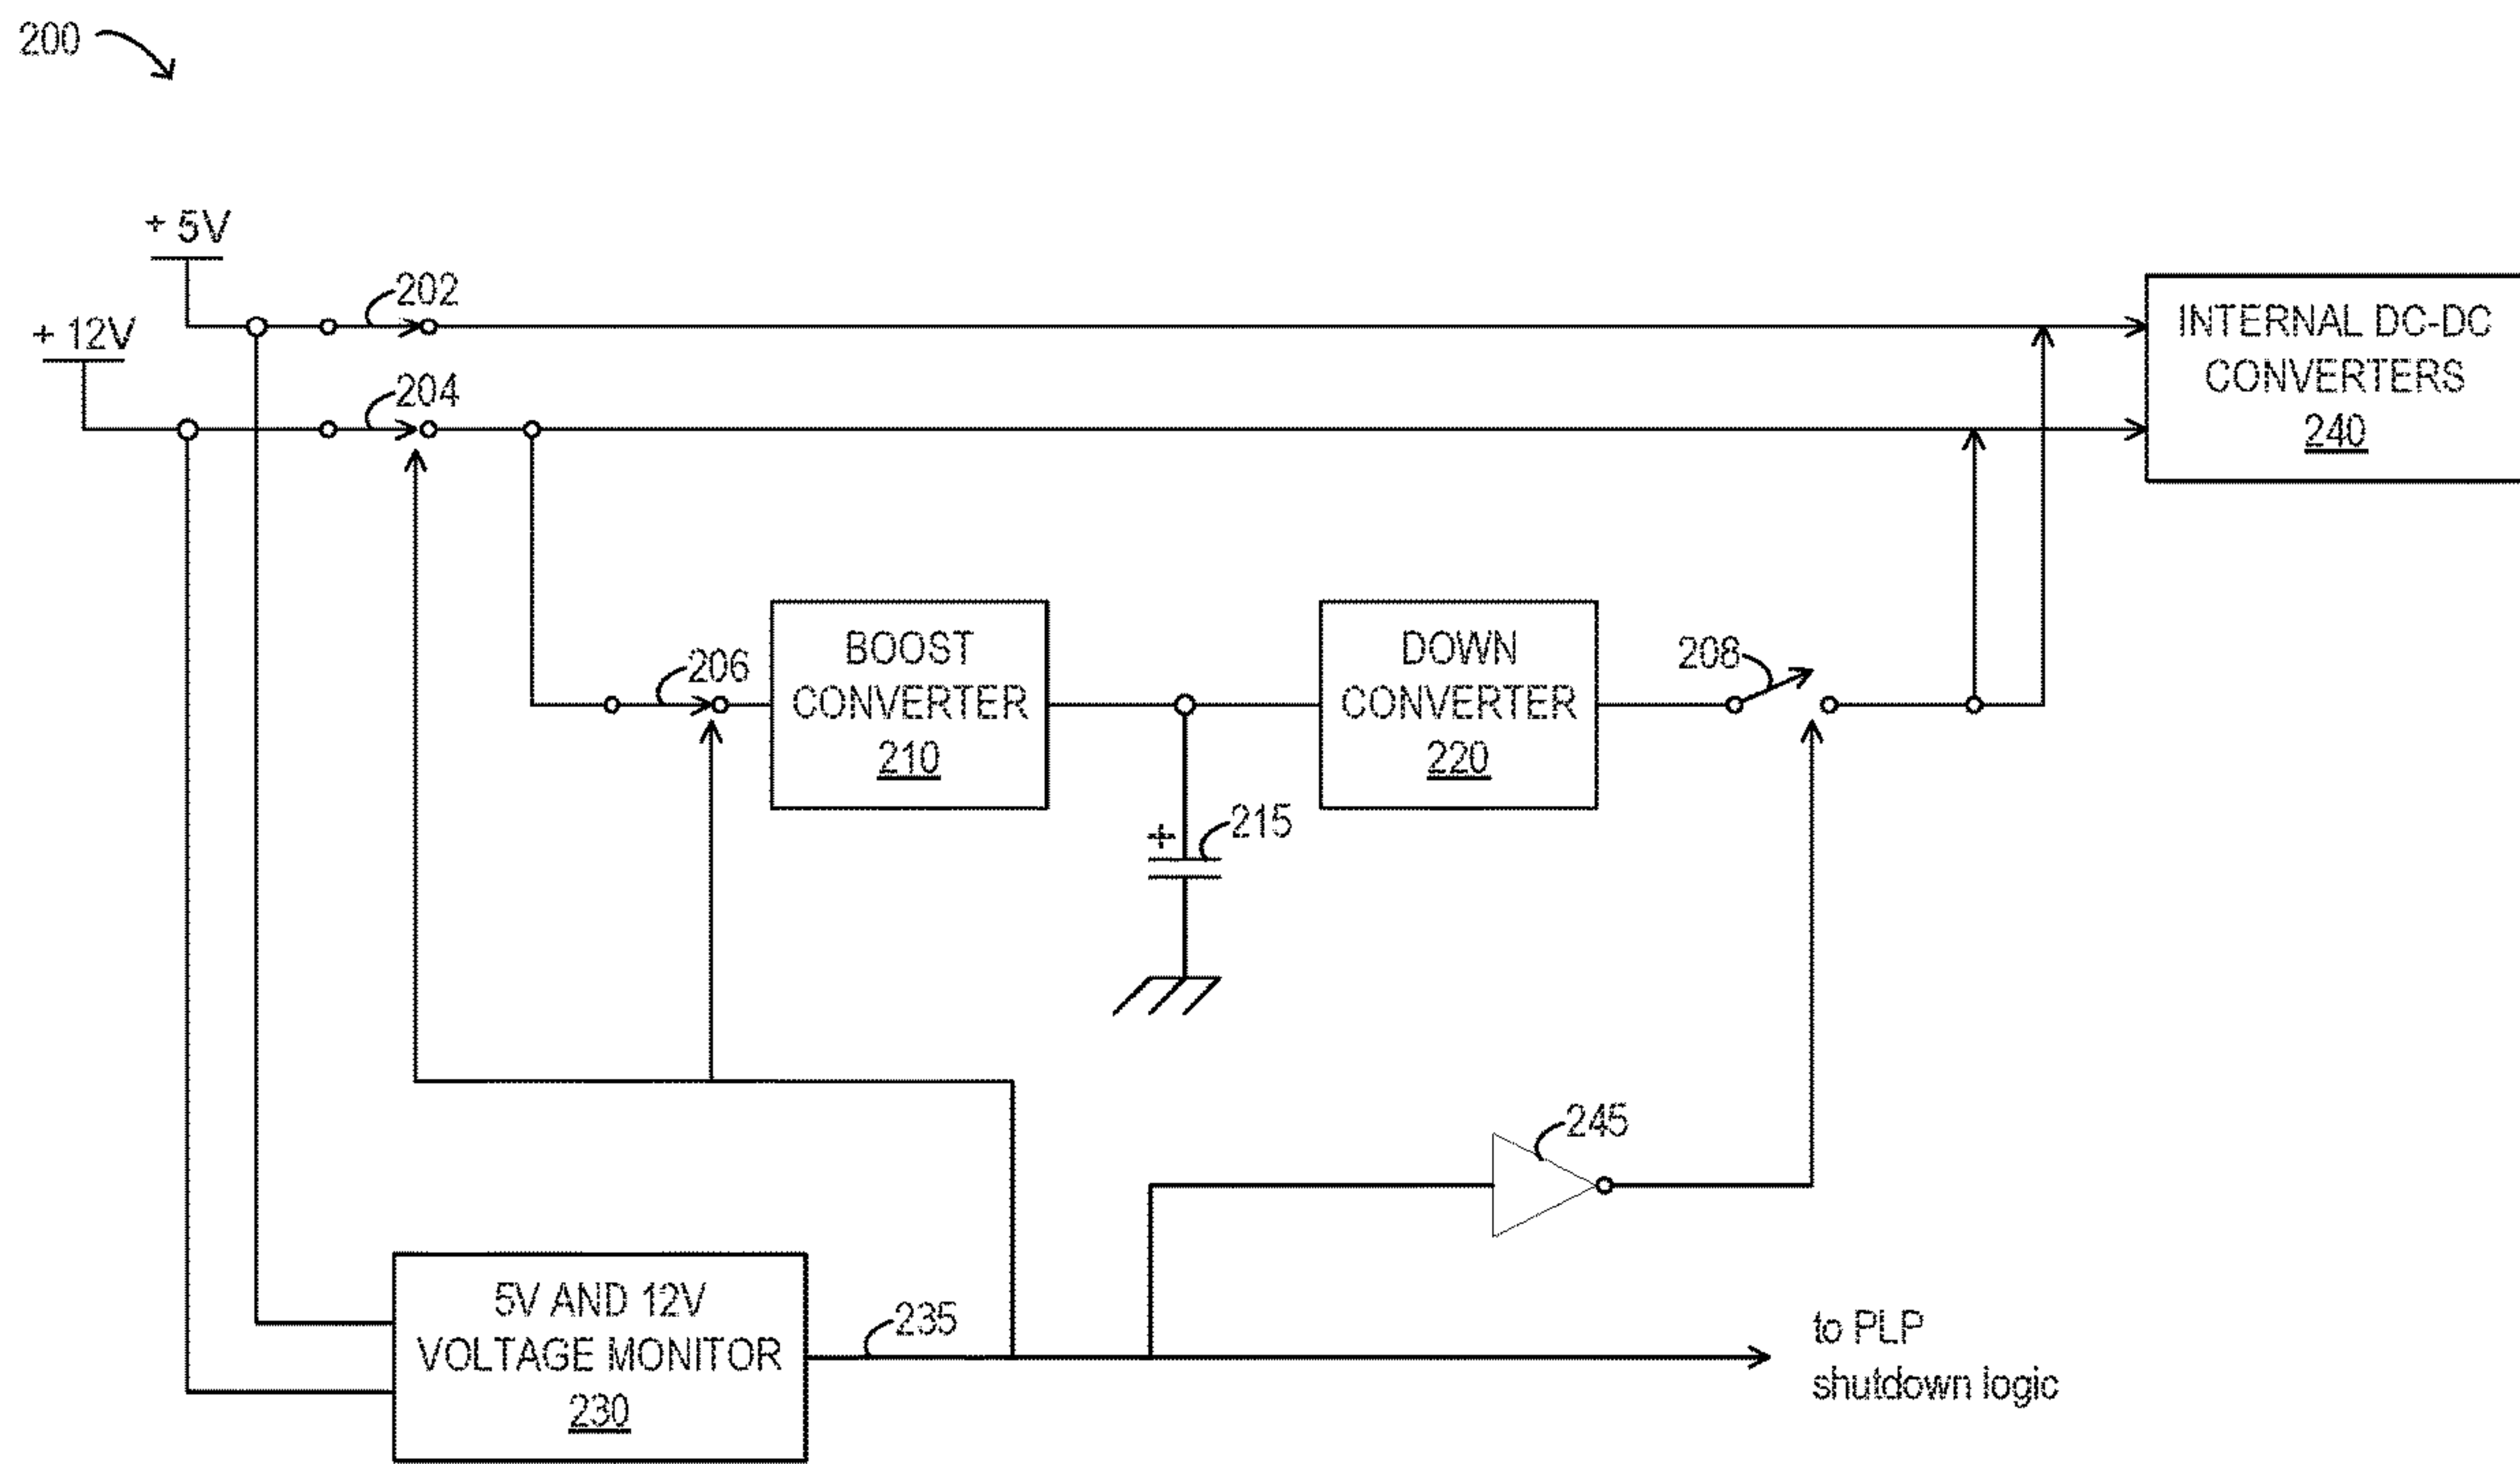 200
+ 5V
+ 12V
202
204
INTERNAL DC-DC
CONVERTERS
240
206
BOOST
CONVERTER
210
DOWN
CONVERTER
220
208
+
215
245
5V AND 12V
VOLTAGE MONITOR
230
235
to PLP
shutdown logic